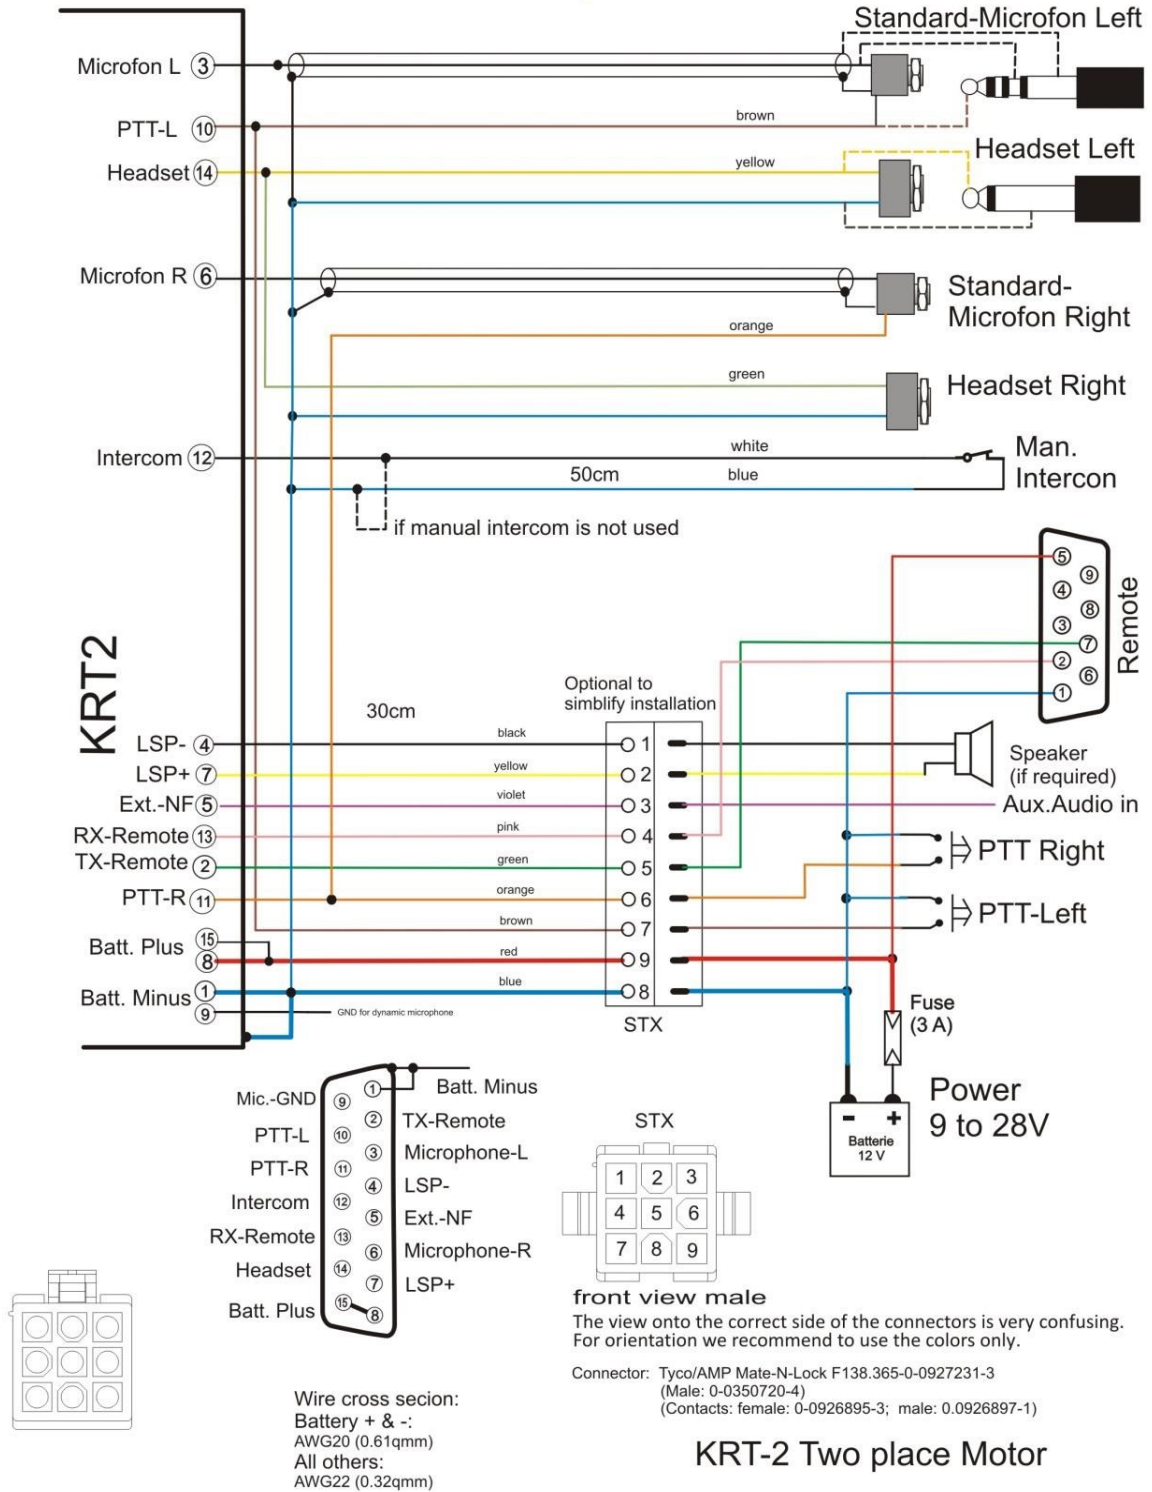 Standard-Microfon Left
Microfon L 3
brown
PTT-L 10
Headset Left
yellow
Headset 14
Microfon R 6
Standard-
Microfon Right
orange
green
Headset Right
white
Intercom 12
Man.
Intercon
50cm
blue
if manual intercom is not used
5
9
4
8
3
7
2
6
1
Remote
KRT2
Optional to
simblify installation
30cm
LSP- 4
black
1
LSP+ 7
yellow
2
Speaker
(if required)
Ext.-NF 5
violet
3
Aux.Audio in
RX-Remote 13
pink
4
PTT Right
TX-Remote 2
green
5
PTT-R 11
orange
6
PTT-Left
brown
7
Batt. Plus
15
8
red
9
Batt. Minus
1
9
blue
8
GND for dynamic microphone
STX
Fuse
(3 A)
Power
9 to 28V
- +
Batterie
12 V
1 Batt. Minus
Mic.-GND 9
2 TX-Remote
PTT-L 10
3 Microphone-L
PTT-R 11
4 LSP-
Intercom 12
5 Ext.-NF
RX-Remote 13
6 Microphone-R
Headset 14
7 LSP+
Batt. Plus 15
8
STX
1 2 3
4 5 6
7 8 9
front view male
The view onto the correct side of the connectors is very confusing.
For orientation we recommend to use the colors only.
Connector: Tyco/AMP Mate-N-Lock F138.365-0-0927231-3
(Male: 0-0350720-4)
(Contacts: female: 0-0926895-3; male: 0.0926897-1)
Wire cross secion:
Battery + & -:
AWG20 (0.61qmm)
All others:
AWG22 (0.32qmm)
KRT-2 Two place Motor